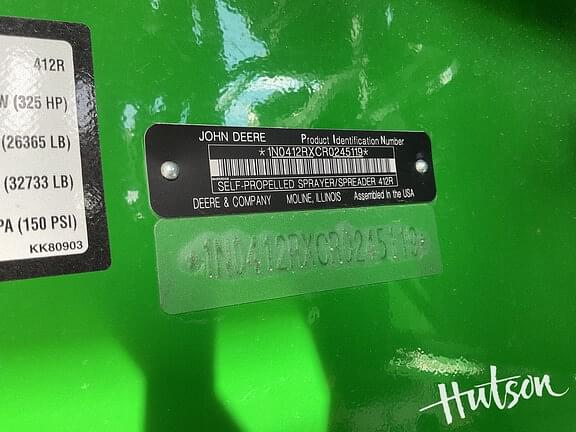 412R
W (325 HP)
(26365 LB)
(32733 LB)
PA (150 PSI)
KK80903
JOHN DEERE Product Identification Number
*1N0412RXCR0245119*
SELF-PROPELLED SPRAYER/SPREADER 412R
DEERE & COMPANY MOLINE, ILLINOIS Assembled In the USA
*1N0412RXCR0245119*
Hutson